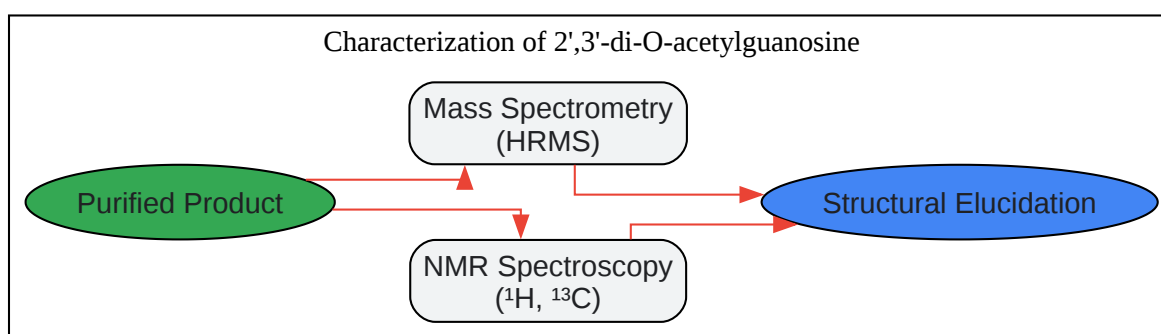 Characterization of 2',3'-di-O-acetylguanosine
Mass Spectrometry
(HRMS)
Purified Product
Structural Elucidation
NMR Spectroscopy
(¹H, ¹³C)